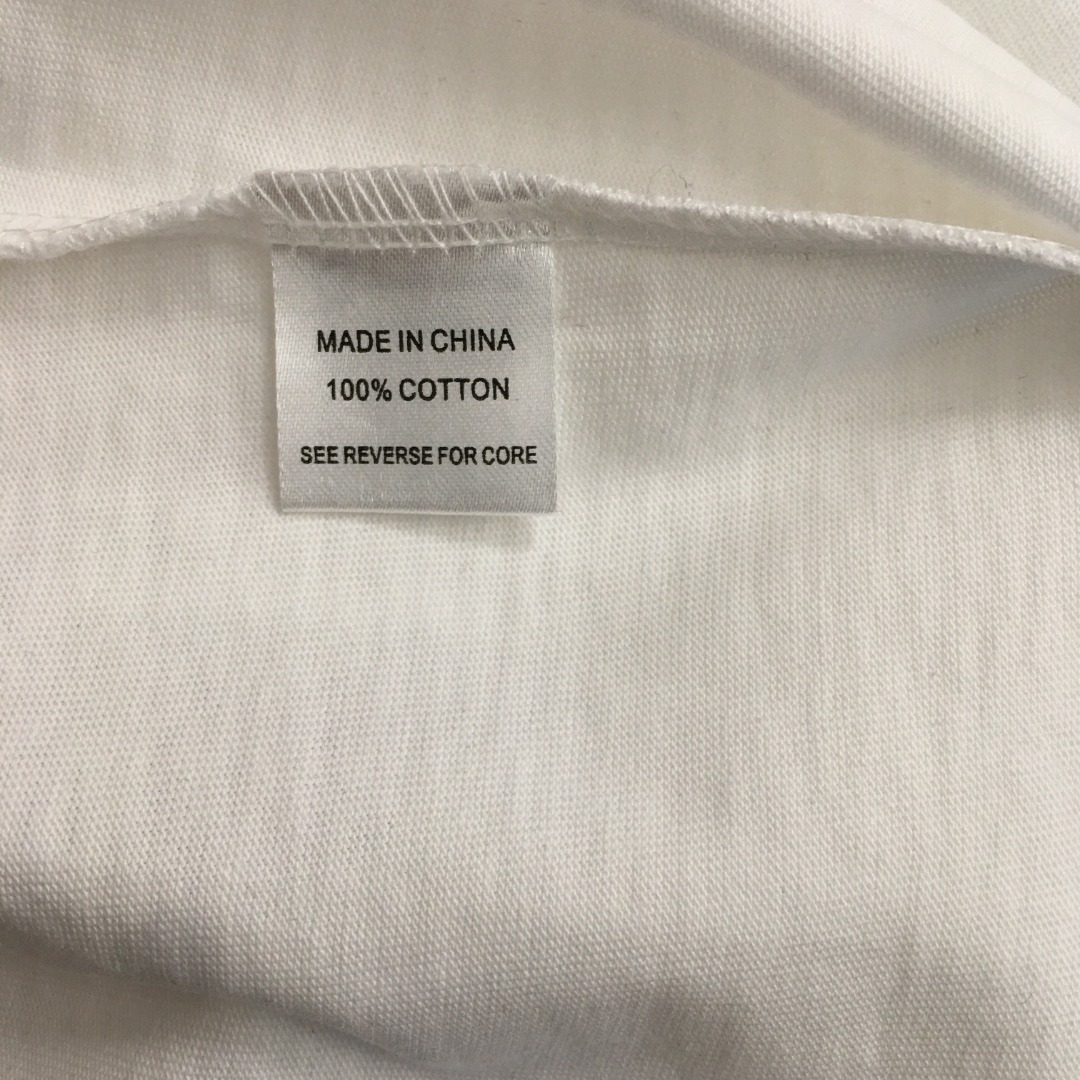 MADE IN CHINA
100% COTTON
SEE REVERSE FOR CORE